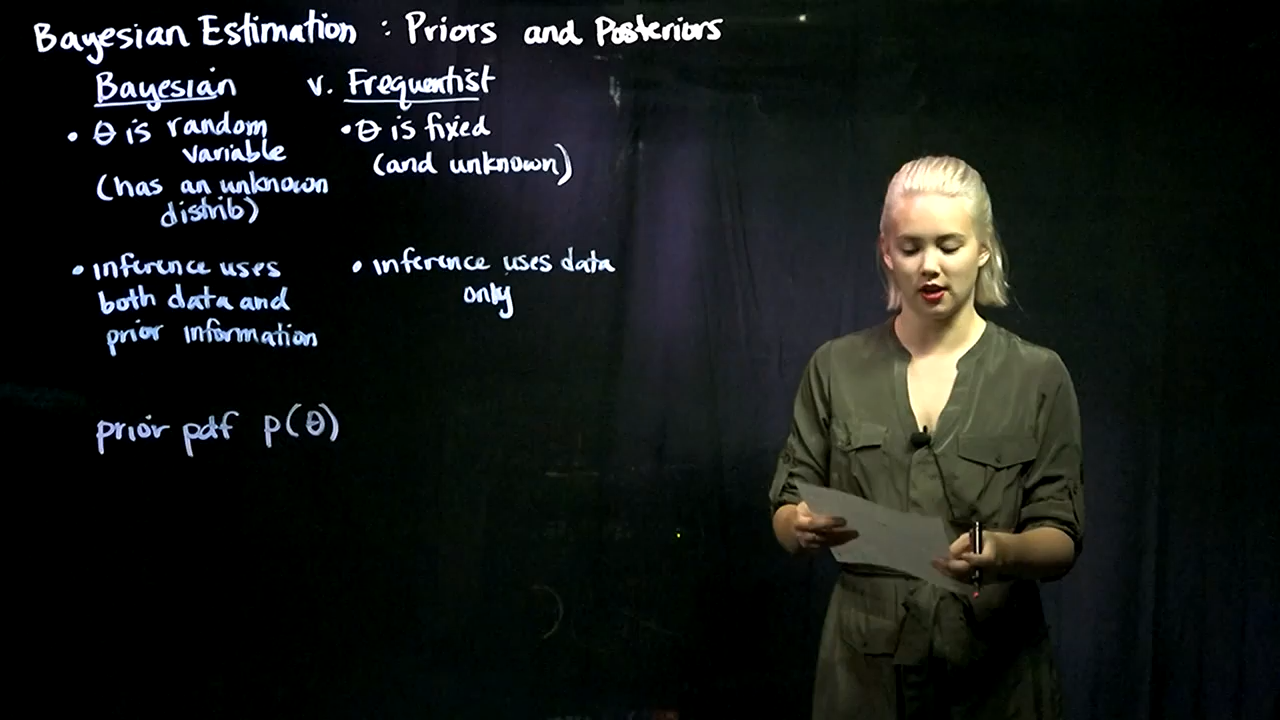 Bayesian Estimation : Priors and Posteriors
Bayesian v. Frequentist
• θ is random
variable
(has an unknown
distrib)
• θ is fixed
(and unknown)
• inference uses
both data and
prior information
• inference uses data
only
prior pdf p(θ)